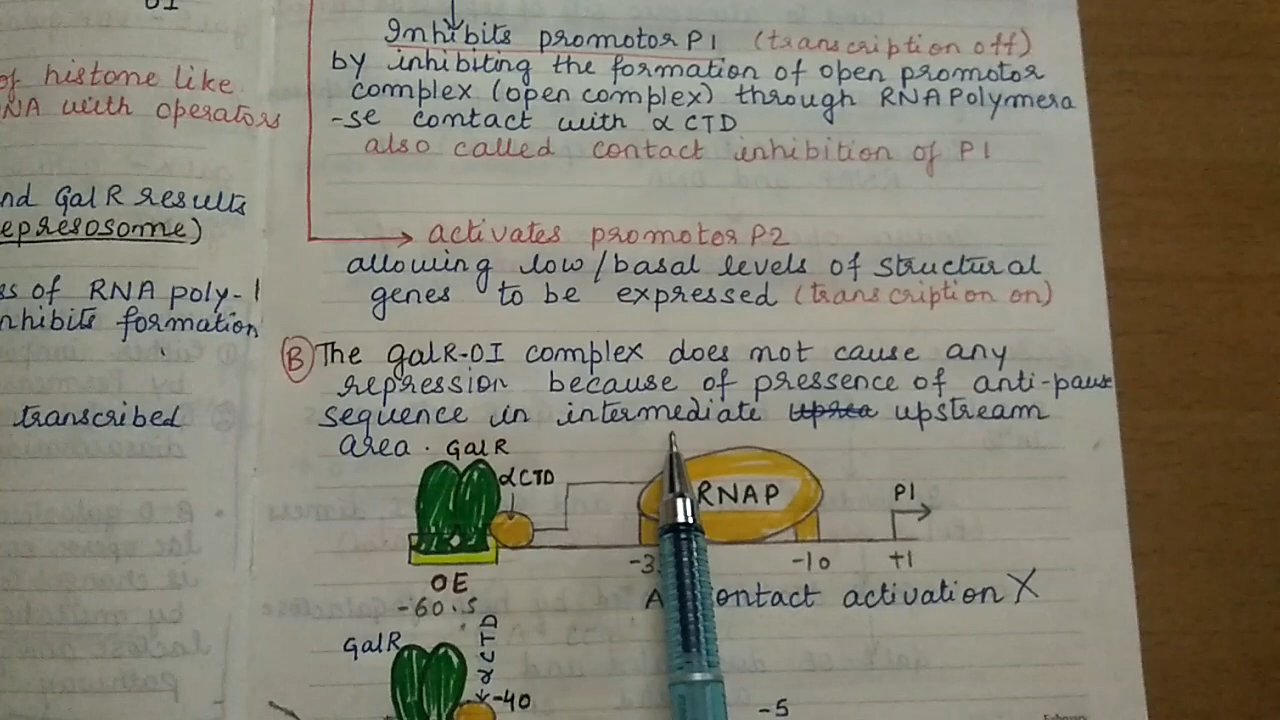 OI
of histome like
NA with operators
nd GalR results
epresosome)
ss of RNA poly-
nhibits formation
transcribed
Inhibits promotor P1 (transcription off)
by inhibiting the formation of open promotor
complex (open complex) through RNA Polymera
-se contact with α CTD
also called contact inhibition of P1
activates promotor P2
allowing low/basal levels of structural
genes to be expressed (transcription on)
(B) The galR-OI complex does not cause any
repression because of pressence of anti-pause
sequence in intermediate upstream
area.
GalR
αCTD
RNAP
P1
-10
+1
OE
-60.5
contact activation X
GalR
αCTD
-40
-5